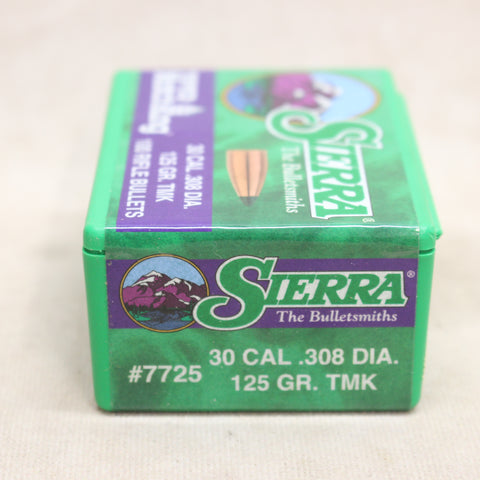 SIERRA®
The Bulletsmiths
30 CAL .308 DIA.
125 GR. TMK
100 RIFLE BULLETS
SIERRA®
The Bulletsmiths
#7725
30 CAL .308 DIA.
125 GR. TMK